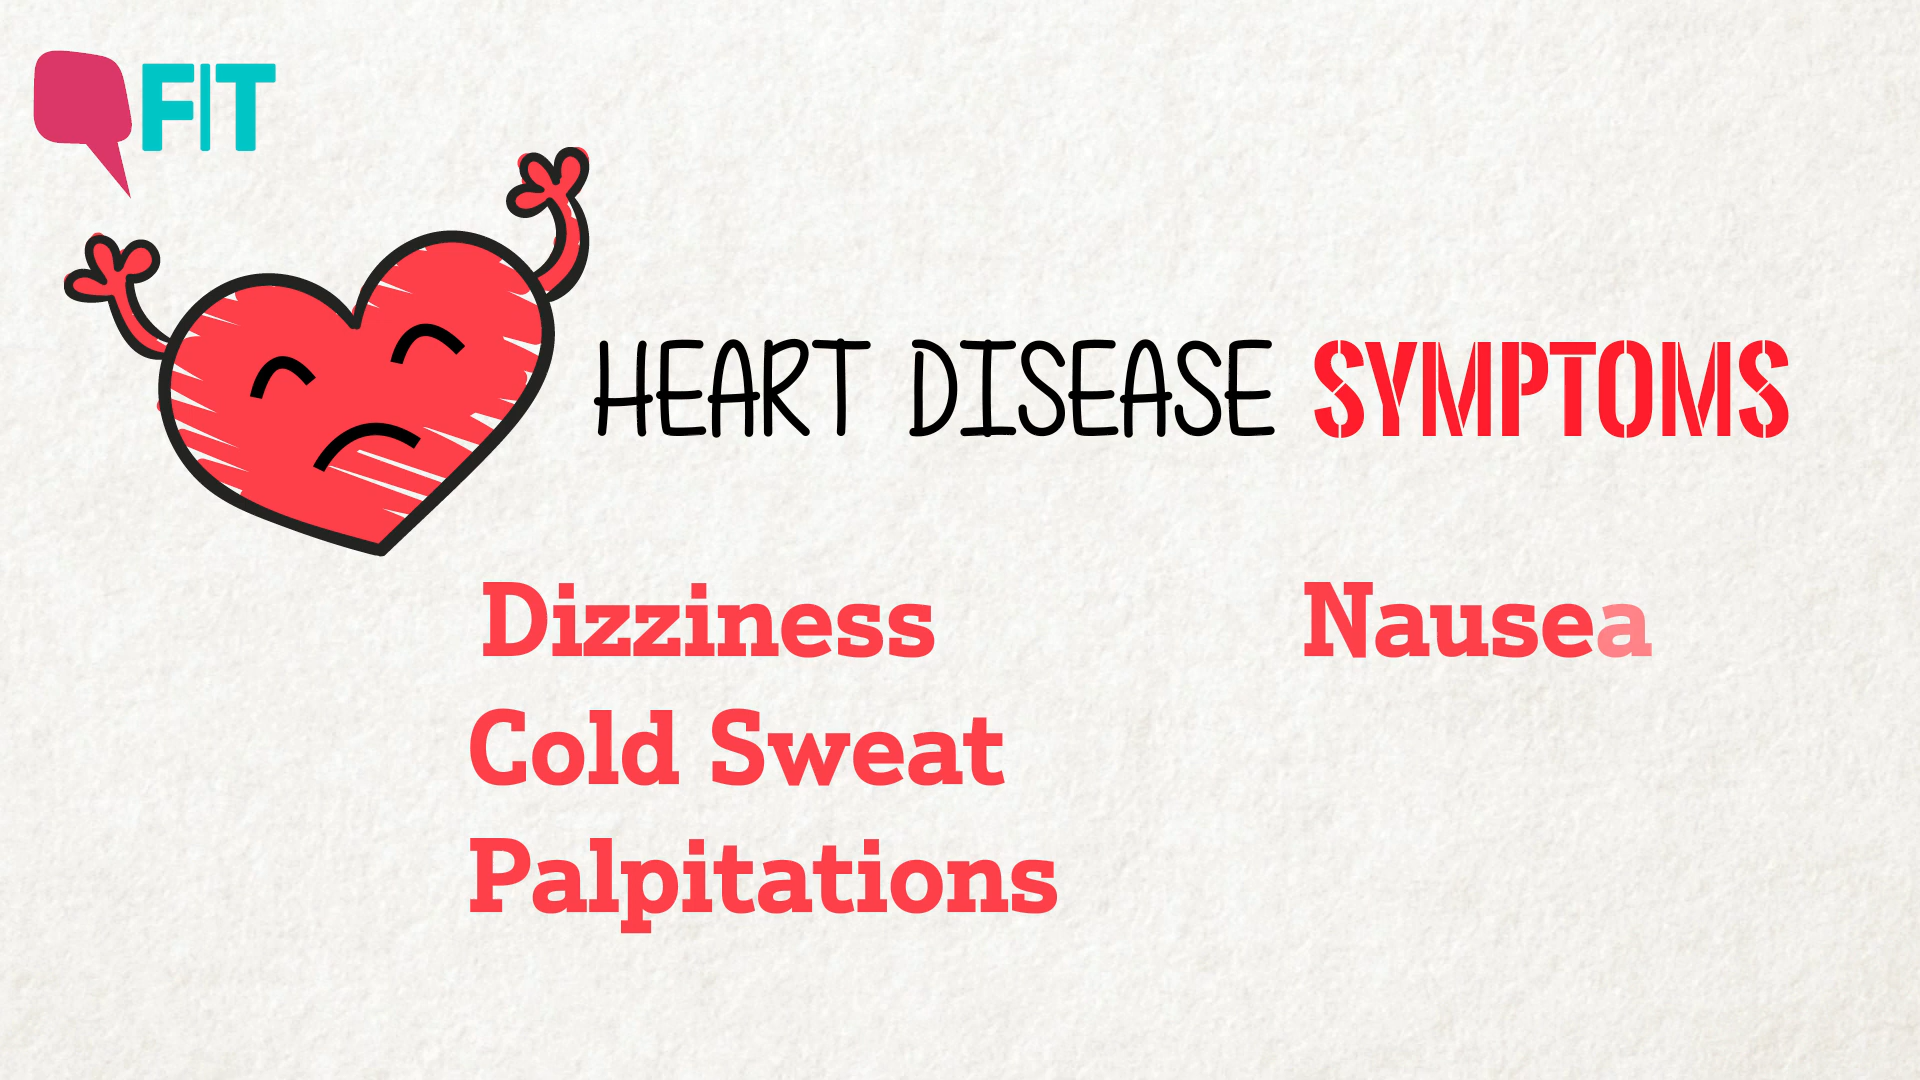 FIT
HEART DISEASE SYMPTOMS
Dizziness
Cold Sweat
Palpitations
Nausea